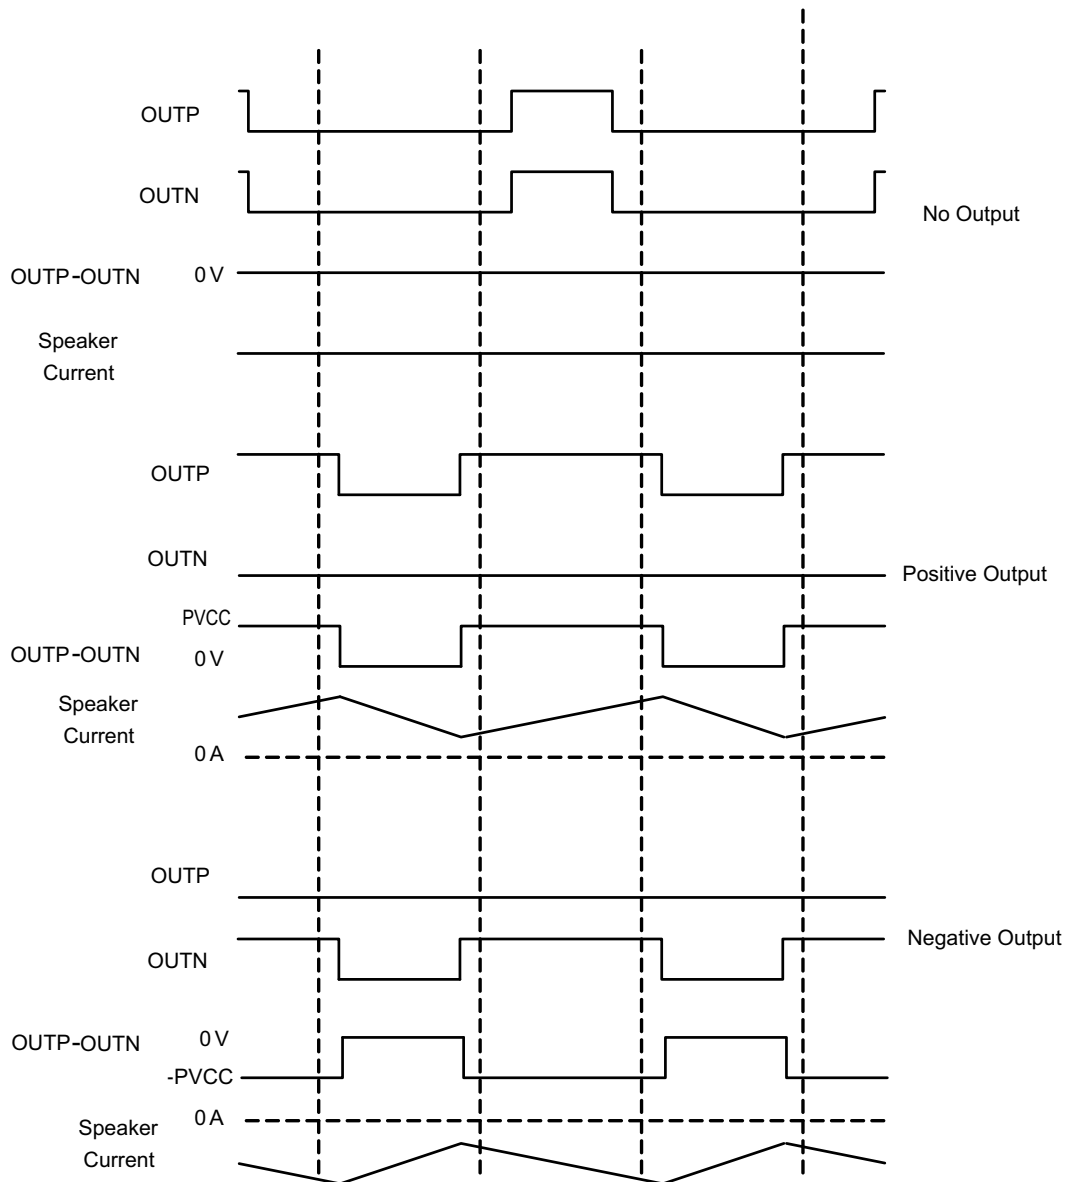 OUTP
OUTN
No Output
OUTP-OUTN 0 V
Speaker
Current
OUTP
OUTN
Positive Output
PVCC
OUTP-OUTN 0 V
Speaker
Current
0 A
OUTP
Negative Output
OUTN
OUTP-OUTN 0 V
-PVCC
0 A
Speaker
Current